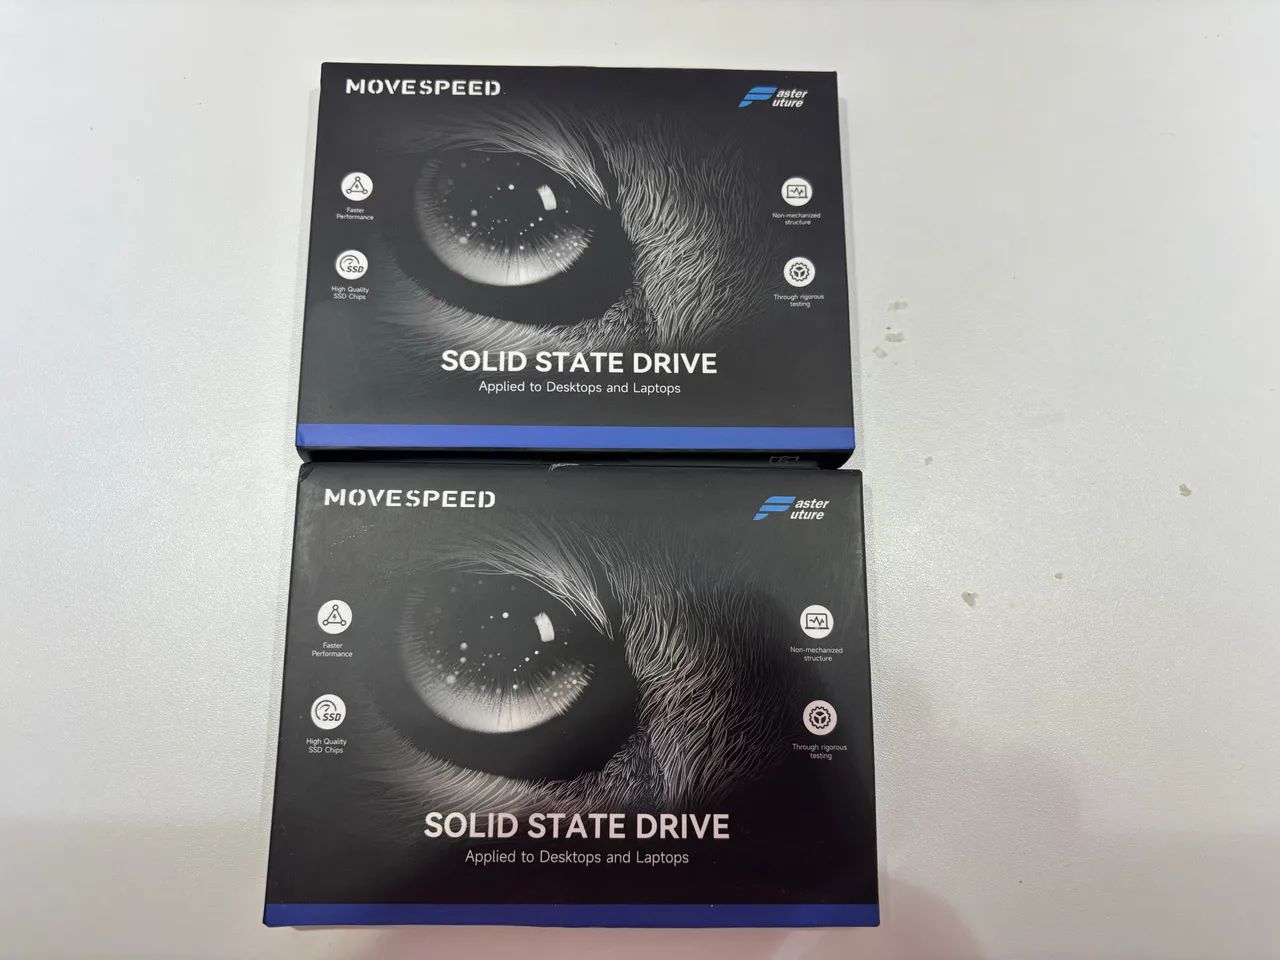 MOVESPEED
Faster
Future
Faster
Performance
Non-mechanized
structure
SSD
High Quality
SSD Chips
Through rigorous
testing
SOLID STATE DRIVE
Applied to Desktops and Laptops
MOVESPEED
Faster
Future
Faster
Performance
Non-mechanized
structure
SSD
High Quality
SSD Chips
Through rigorous
testing
SOLID STATE DRIVE
Applied to Desktops and Laptops